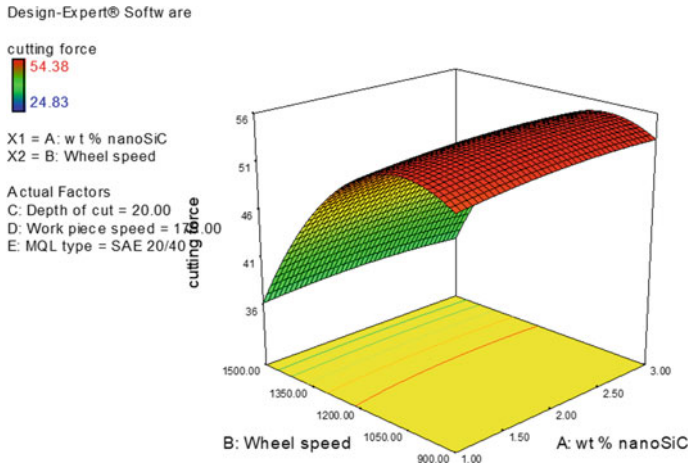 Design-Expert® Software
cutting force
54.38
24.83
X1 = A: wt % nanoSiC
X2 = B: Wheel speed
Actual Factors
C: Depth of cut = 20.00
D: Work piece speed = 17 .00
E: MQL type = SAE 20/40
cutting force
56
51
46
41
36
1500.00
1350.00
1200.00
1050.00
900.00
B: Wheel speed
1.00
1.50
2.00
2.50
3.00
A: wt % nanoSiC